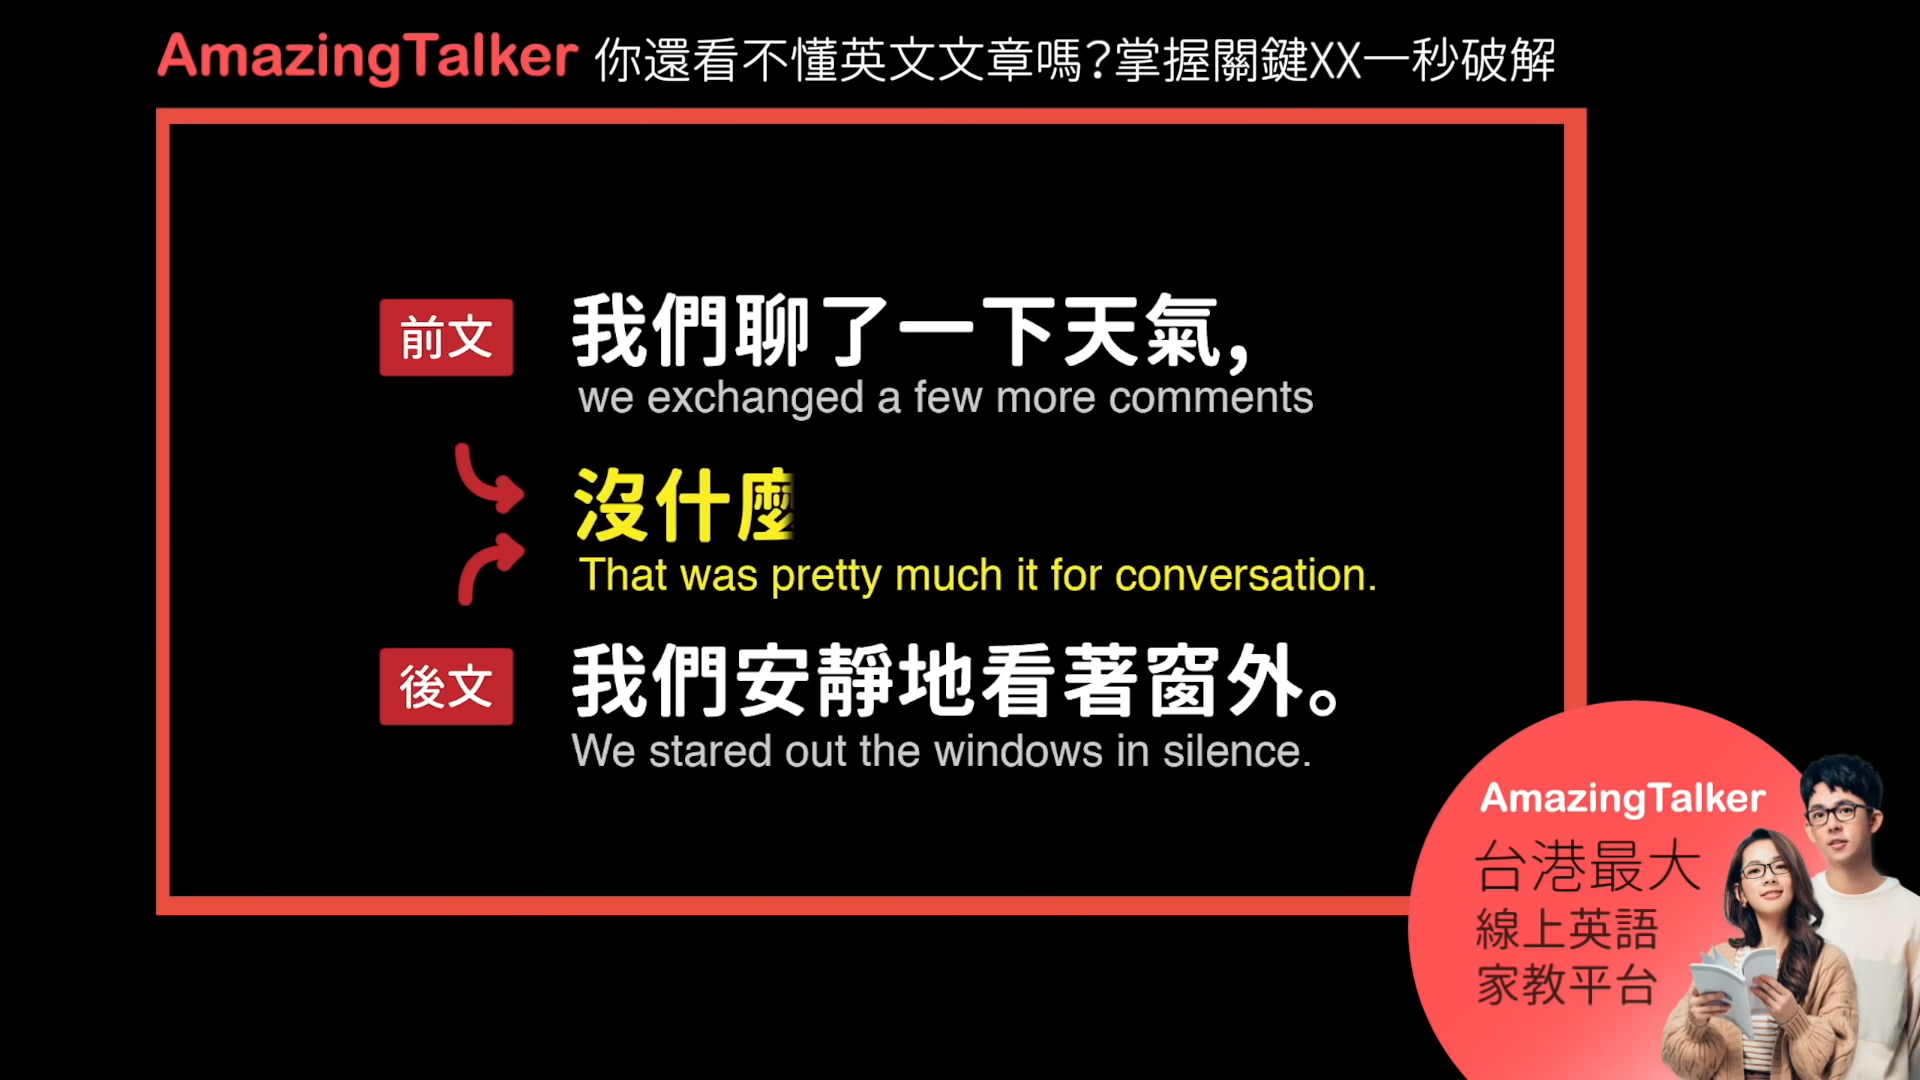 AmazingTalker 你還看不懂英文文章嗎?掌握關鍵XX一秒破解
前文 我們聊了一下天氣,
we exchanged a few more comments
沒什麼
That was pretty much it for conversation.
後文 我們安靜地看著窗外。
We stared out the windows in silence.
AmazingTalker
台港最大
線上英語
家教平台